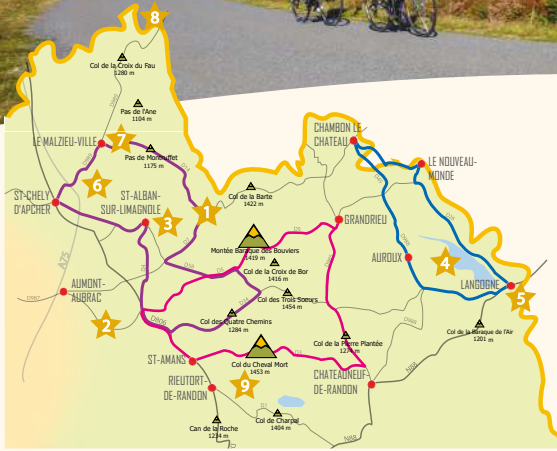 8
Col de la Croix du Fau
1280 m
Pas de l'Ane
1104 m
CHAMBON LE
CHATEAU
LE MALZIEU-VILLE
7
Pas de Montruffet
1175 m
LE NOUVEAU-
MONDE
6
ST-CHELY
D'APCHER
ST-ALBAN-
SUR-LIMAGNOLE
Col de la Barte
1422 m
3
1
GRANDRIEU
Montée Baraque des Bouviers
1419 m
AUROUX
4
A75
Col de la Croix de Bor
1416 m
LANGOGNE
AUMONT-
AUBRAC
Col des Trois Soeurs
1454 m
5
D987
2
D806
Col des Quatre Chemins
1284 m
Col de la Baraque de l'Air
1201 m
Col de la Pierre Plantée
1274 m
ST-AMANS
Col du Cheval Mort
1453 m
RIEUTORT-
DE-RANDON
9
CHATEAUNEUF-
DE-RANDON
N88
Col de Charpal
1404 m
Can de la Roche
1234 m
N88